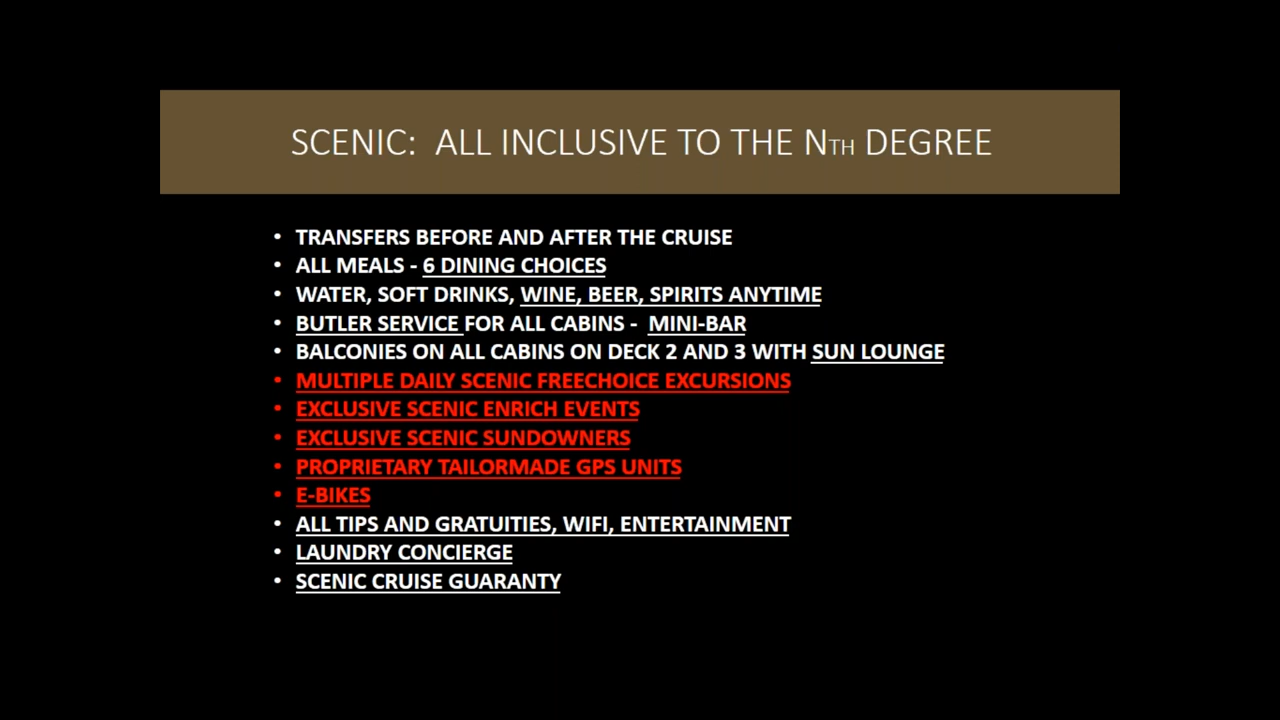 SCENIC: ALL INCLUSIVE TO THE NTH DEGREE
• TRANSFERS BEFORE AND AFTER THE CRUISE
• ALL MEALS - 6 DINING CHOICES
• WATER, SOFT DRINKS, WINE, BEER, SPIRITS ANYTIME
• BUTLER SERVICE FOR ALL CABINS - MINI-BAR
• BALCONIES ON ALL CABINS ON DECK 2 AND 3 WITH SUN LOUNGE
• MULTIPLE DAILY SCENIC FREECHOICE EXCURSIONS
• EXCLUSIVE SCENIC ENRICH EVENTS
• EXCLUSIVE SCENIC SUNDOWNERS
• PROPRIETARY TAILORMADE GPS UNITS
• E-BIKES
• ALL TIPS AND GRATUITIES, WIFI, ENTERTAINMENT
• LAUNDRY CONCIERGE
• SCENIC CRUISE GUARANTY